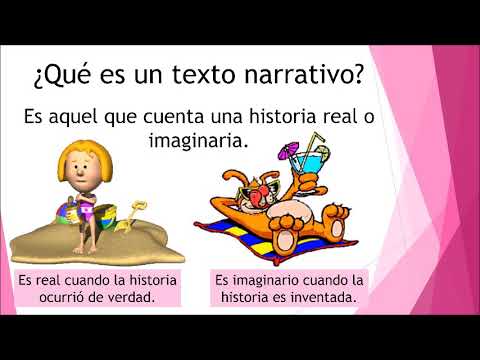 ¿Qué es un texto narrativo?
Es aquel que cuenta una historia real o
imaginaria.
Es real cuando la historia
ocurrió de verdad.
Es imaginario cuando la
historia es inventada.